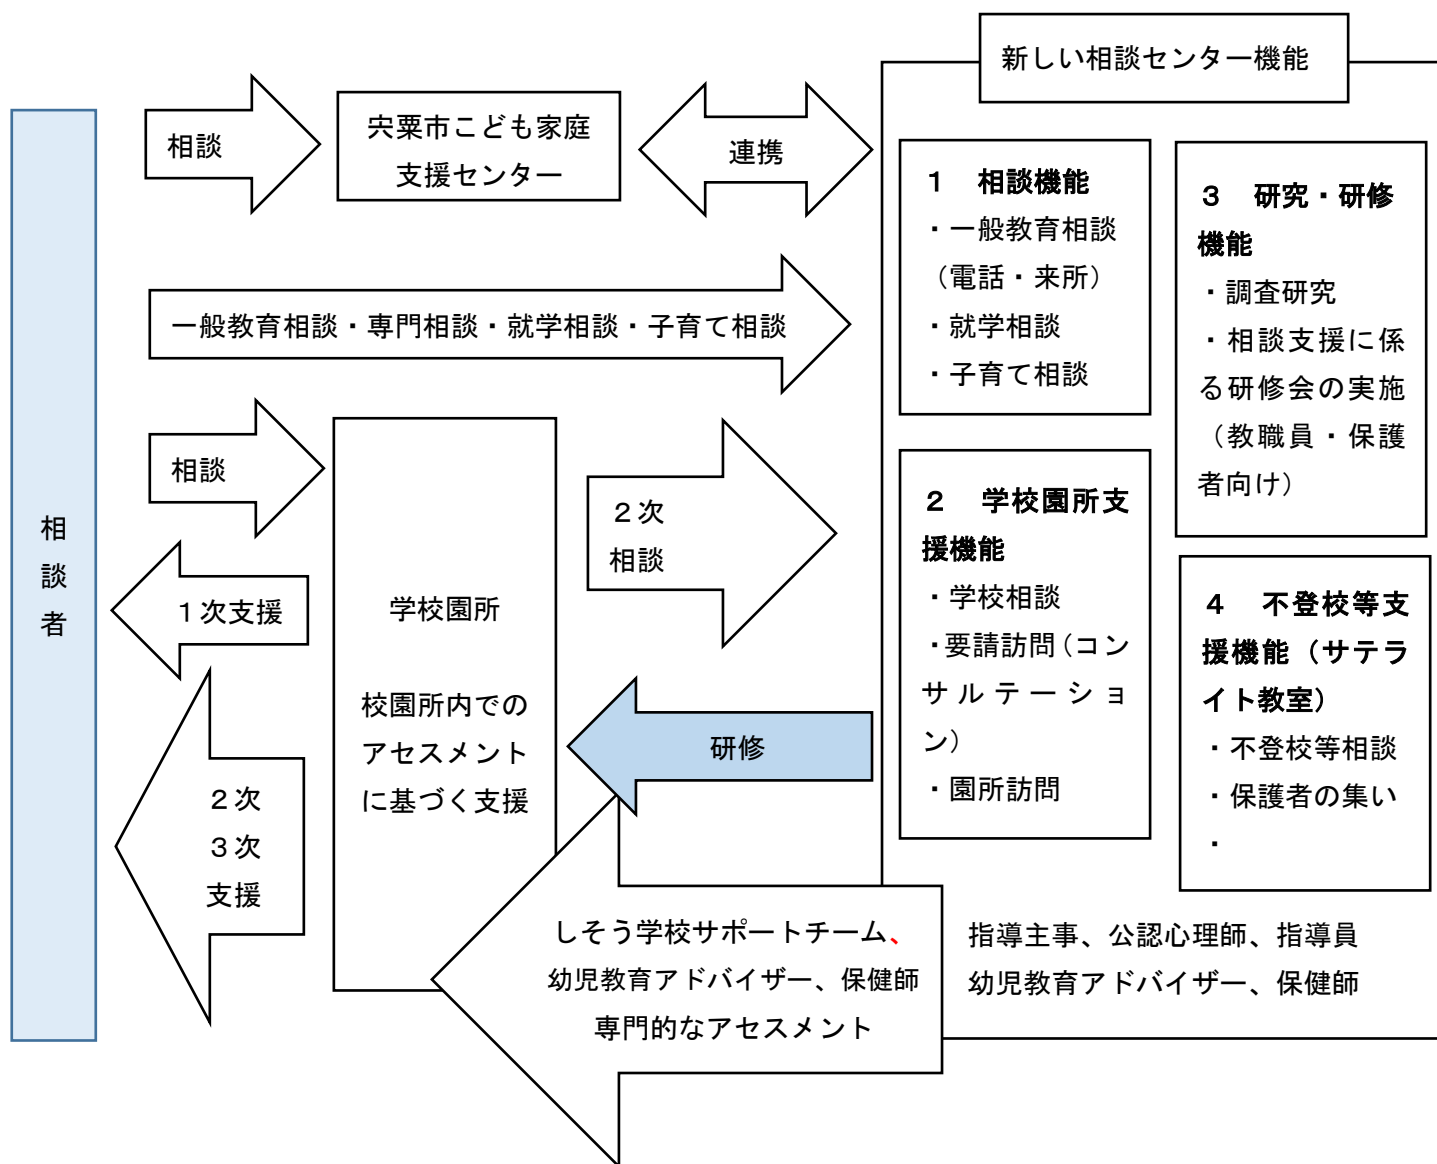 新しい相談センター機能
相談
宍粟市こども家庭
支援センター
連携
一般教育相談・専門相談・就学相談・子育て相談
相談者
相談
１次支援
２次
３次
支援
学校園所
校園所内での
アセスメント
に基づく支援
２次
相談
研修
しそう学校サポートチーム、
幼児教育アドバイザー、保健師
専門的なアセスメント
１　相談機能
・一般教育相談
（電話・来所）
・就学相談
・子育て相談
２　学校園所支
援機能
・学校相談
・要請訪問（コン
サルテーショ
ン）
・園所訪問
３　研究・研修
機能
・調査研究
・相談支援に係
る研修会の実施
（教職員・保護
者向け）
４　不登校等支
援機能（サテラ
イト教室）
・不登校等相談
・保護者の集い
・
指導主事、公認心理師、指導員
幼児教育アドバイザー、保健師